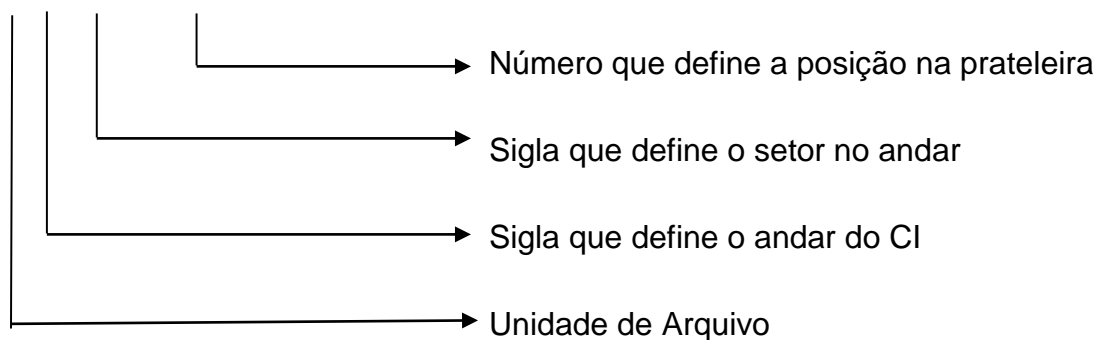 Número que define a posição na prateleira
Sigla que define o setor no andar
Sigla que define o andar do CI
Unidade de Arquivo